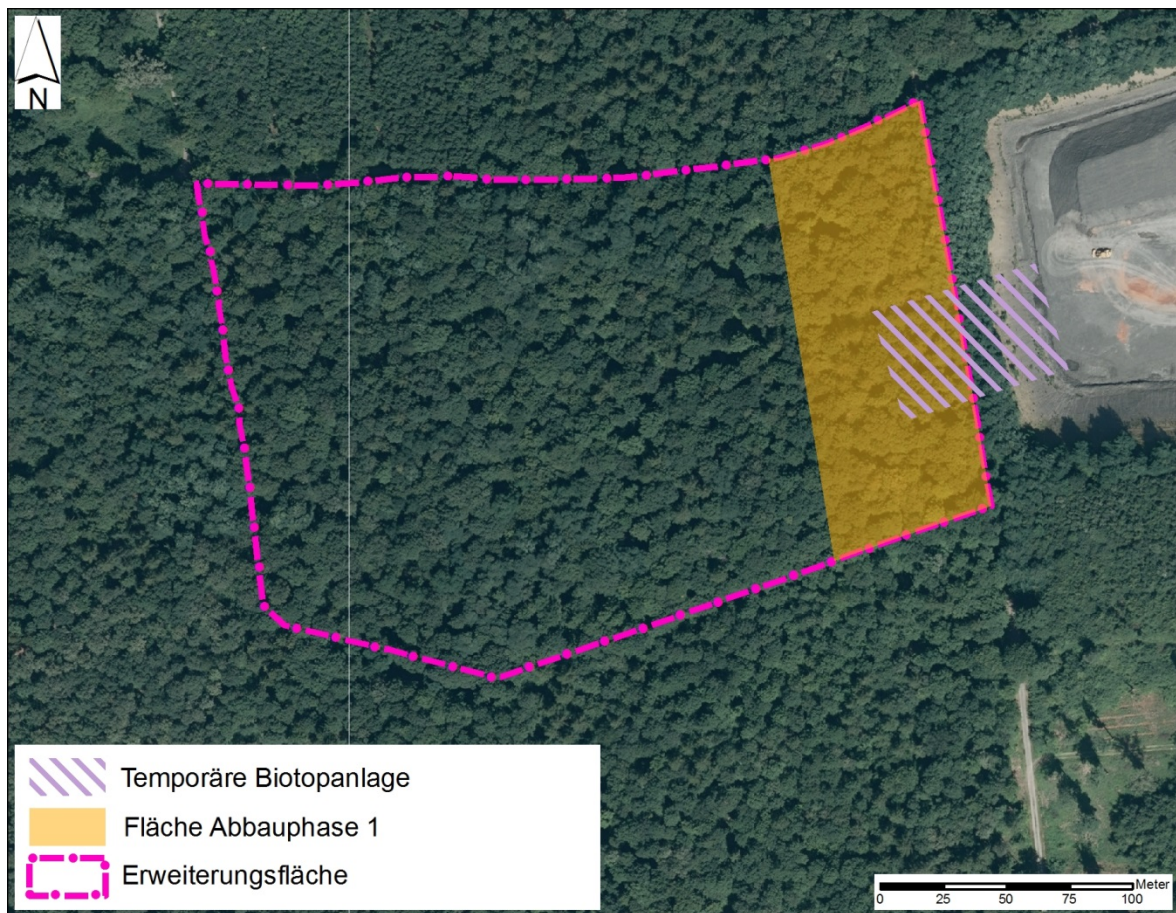 N
Temporäre Biotopanlage
Fläche Abbauphase 1
Erweiterungsfläche
Meter
0 25 50 75 100